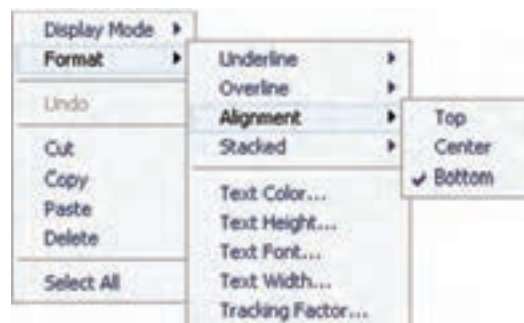 Display Mode
Format
Undo
Cut
Copy
Paste
Delete
Select All
Underline
Overline
Alignment
Stacked
Text Color...
Text Height...
Text Font...
Text Width...
Tracking Factor...
Top
Center
Bottom